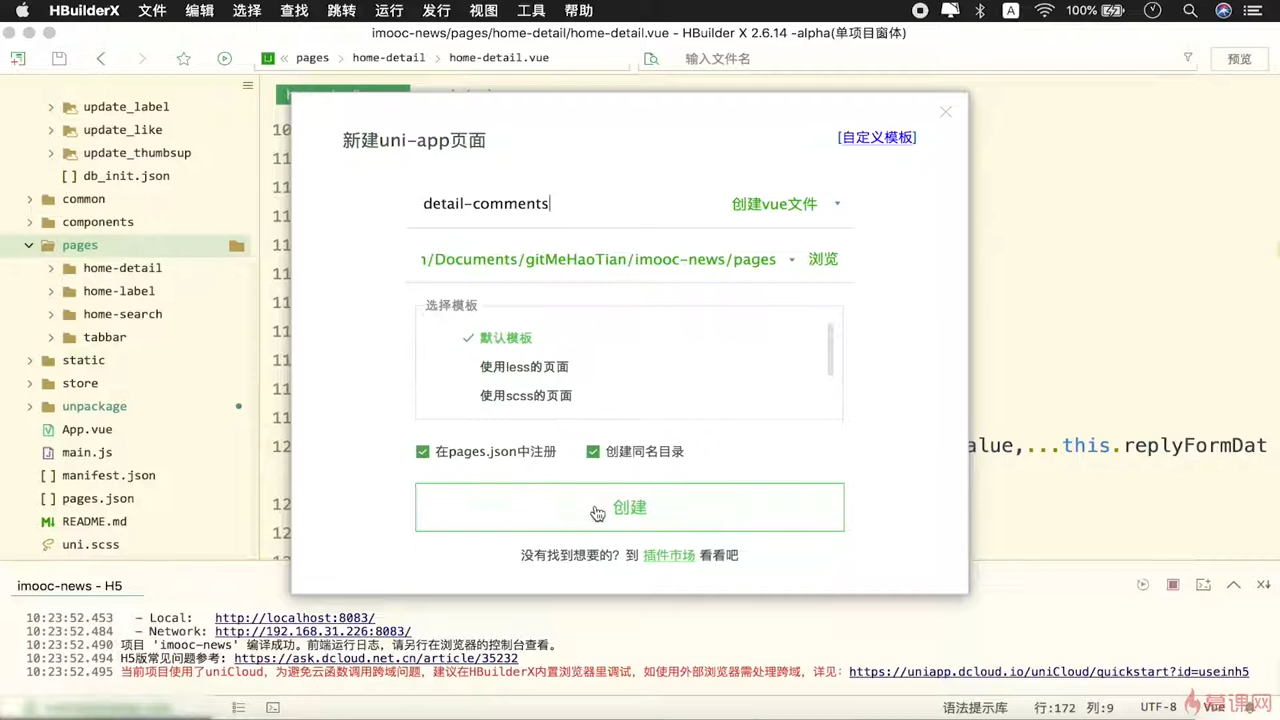 HBuilderX 文件 编辑 选择 查找 跳转 运行 发行 视图 工具 帮助 A 100%
imooc-news/pages/home-detail/home-detail.vue - HBuilder X 2.6.14 -alpha(单项目窗体)
pages home-detail home-detail.vue 输入文件名 预览
update_label
update_like
update_thumbsup
[ ] db_init.json
common
components
pages
home-detail
home-label
home-search
tabbar
static
store
unpackage
App.vue
main.js
[ ] manifest.json
[ ] pages.json
README.md
uni.scss
新建uni-app页面
[自定义模板]
detail-comments 创建vue文件
/Documents/gitMeHaoTian/imooc-news/pages 浏览
选择模板
默认模板
使用less的页面
使用scss的页面
在pages.json中注册 创建同名目录
创建
没有找到想要的? 到 插件市场 看看吧
alue,...this.replyFormDat
imooc-news - H5
10:23:52.453 - Local: http://localhost:8083/
10:23:52.484 - Network: http://192.168.31.226:8083/
10:23:52.490 项目 'imooc-news' 编译成功。前端运行日志，请另行在浏览器的控制台查看。
10:23:52.494 H5版常见问题参考: https://ask.dcloud.net.cn/article/35232
10:23:52.495 当前项目使用了uniCloud，为避免云函数调用跨域问题，建议在HBuilderX内置浏览器里调试，如使用外部浏览器需处理跨域，详见: https://uniapp.dcloud.io/uniCloud/quickstart?id=useinh5
语法提示库 行:172 列:9 UTF-8 Vue
慕课网